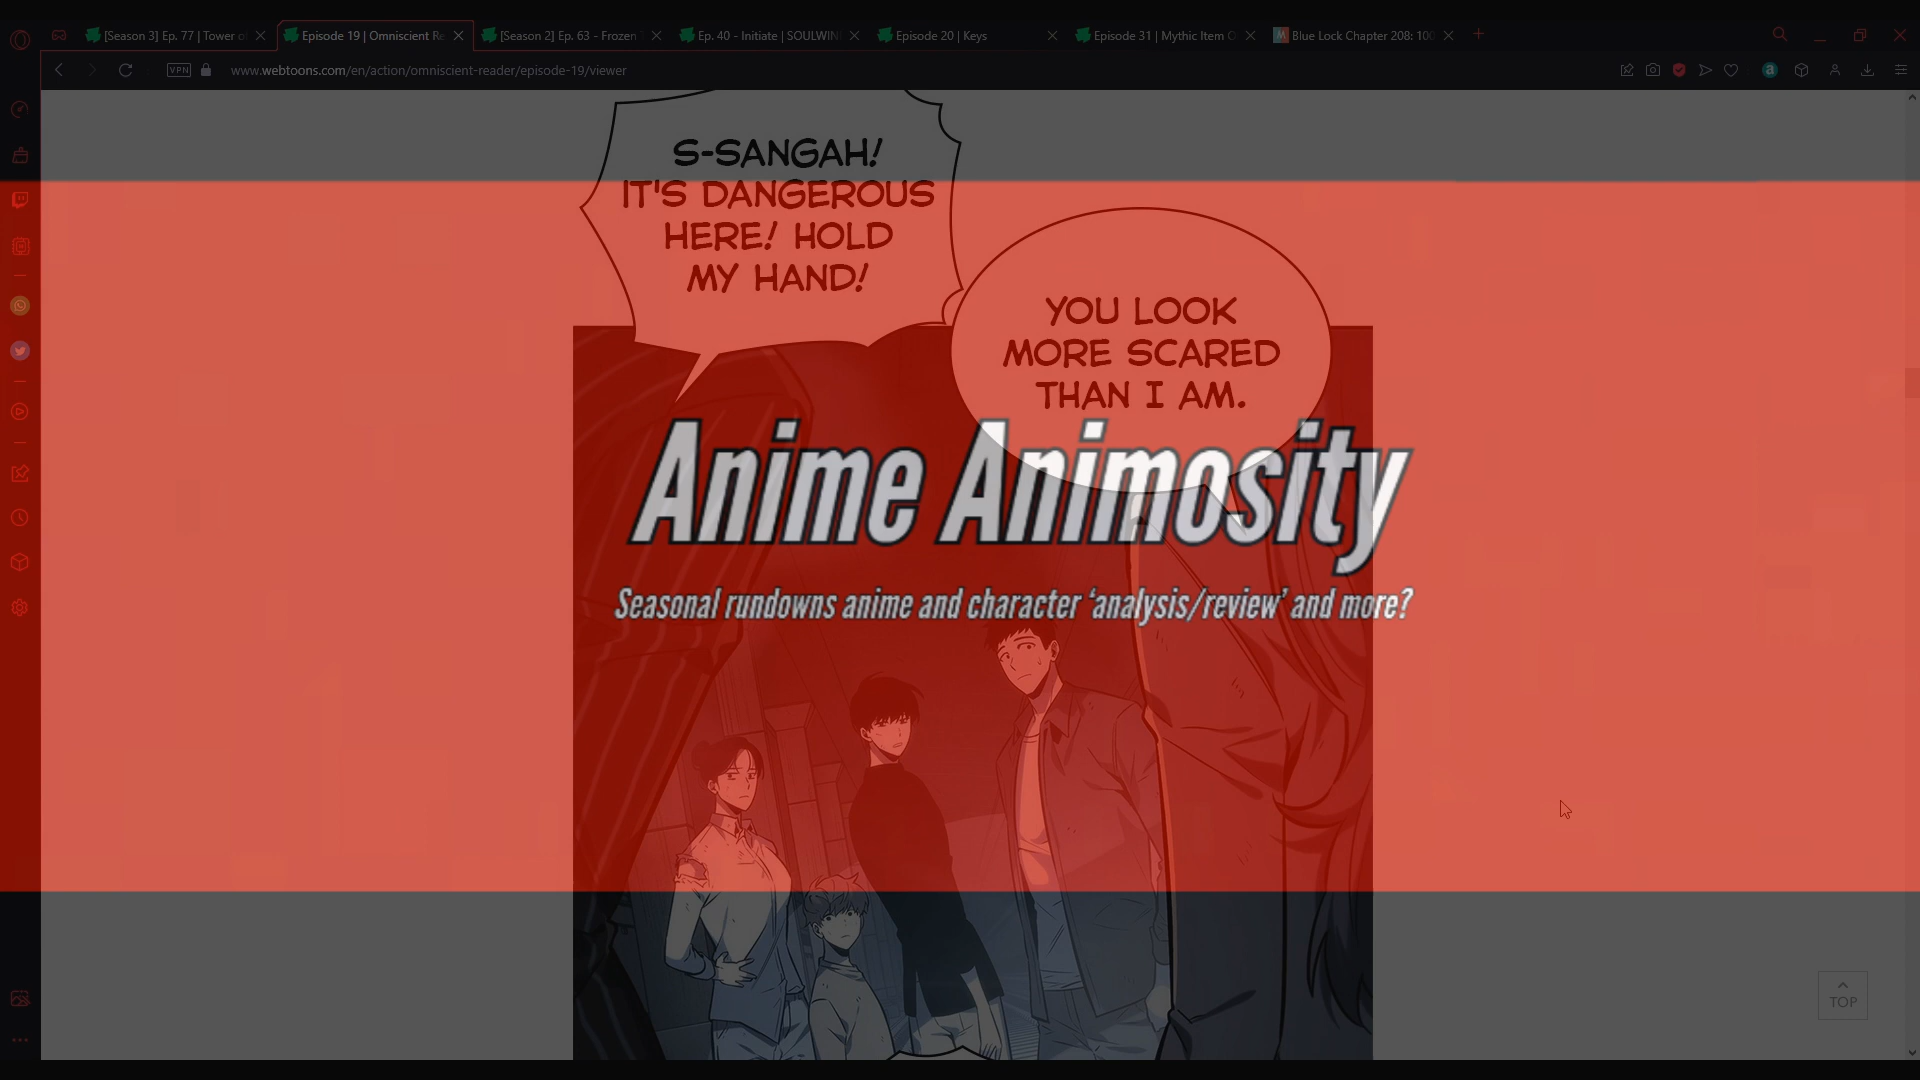 [Season 3] Ep. 77 | Tower o
Episode 19 | Omniscient Re
[Season 2] Ep. 63 - Frozen
Ep. 40 - Initiate | SOULWIN
Episode 20 | Keys
Episode 31 | Mythic Item O
Blue Lock Chapter 208: 100
VPN
www.webtoons.com/en/action/omniscient-reader/episode-19/viewer
S-SANGAH!
IT'S DANGEROUS
HERE! HOLD
MY HAND!
YOU LOOK
MORE SCARED
THAN I AM.
Anime Animosity
Seasonal rundowns anime and character ‘analysis/review’ and more?
TOP